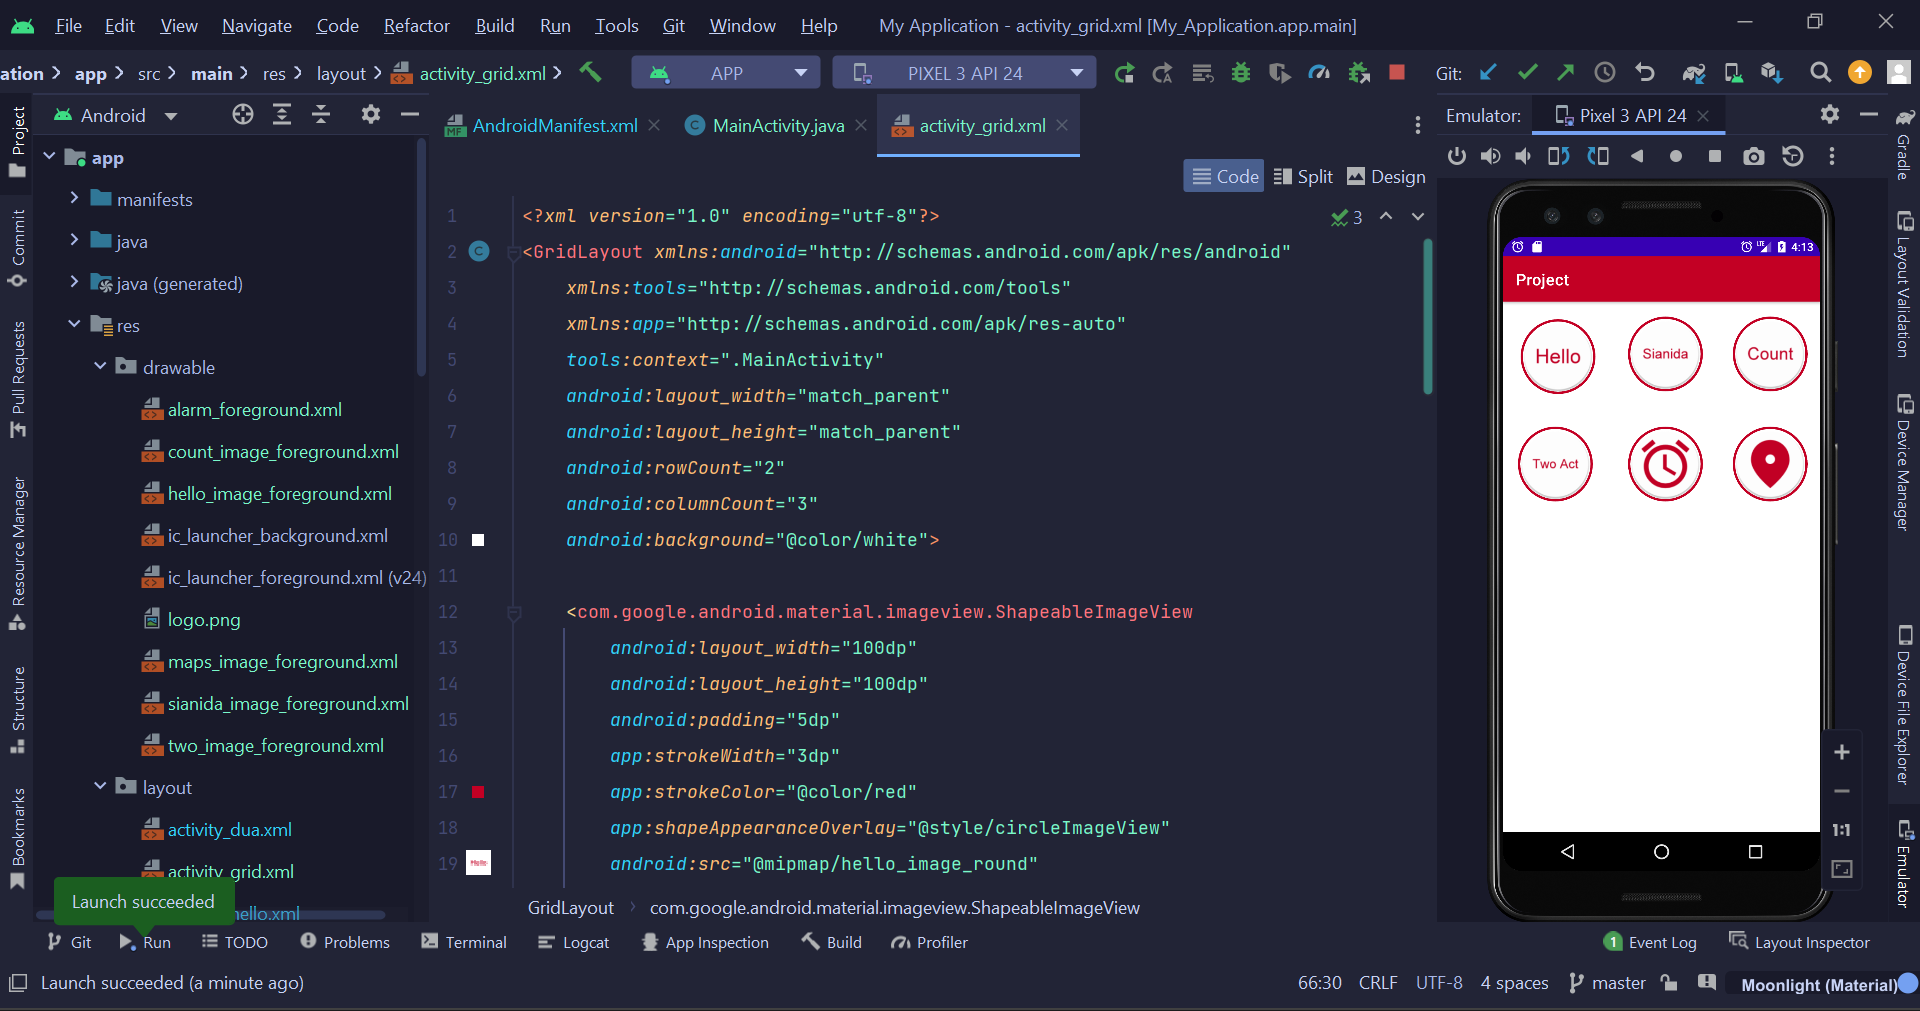 File Edit View Navigate Code Refactor Build Run Tools Git Window Help My Application - activity_grid.xml [My_Application.app.main]
ation app src main res layout activity_grid.xml APP PIXEL 3 API 24 Git:
Android
AndroidManifest.xml MainActivity.java activity_grid.xml
Emulator: Pixel 3 API 24
Code Split Design
Project
Commit
Pull Requests
Resource Manager
Structure
Bookmarks
app
manifests
java
java (generated)
res
drawable
alarm_foreground.xml
count_image_foreground.xml
hello_image_foreground.xml
ic_launcher_background.xml
ic_launcher_foreground.xml (v24)
logo.png
maps_image_foreground.xml
sianida_image_foreground.xml
two_image_foreground.xml
layout
activity_dua.xml
activity_grid.xml
hello.xml
Launch succeeded
3
1 <?xml version="1.0" encoding="utf-8"?>
2 <GridLayout xmlns:android="http://schemas.android.com/apk/res/android"
3 xmlns:tools="http://schemas.android.com/tools"
4 xmlns:app="http://schemas.android.com/apk/res-auto"
5 tools:context=".MainActivity"
6 android:layout_width="match_parent"
7 android:layout_height="match_parent"
8 android:rowCount="2"
9 android:columnCount="3"
10 android:background="@color/white">
11
12 <com.google.android.material.imageview.ShapeableImageView
13 android:layout_width="100dp"
14 android:layout_height="100dp"
15 android:padding="5dp"
16 app:strokeWidth="3dp"
17 app:strokeColor="@color/red"
18 app:shapeAppearanceOverlay="@style/circleImageView"
19 android:src="@mipmap/hello_image_round"
GridLayout com.google.android.material.imageview.ShapeableImageView
LTE 4:13
Project
Hello Sianida Count
Two Act
1:1
Gradle
Layout Validation
Device Manager
Device File Explorer
Emulator
Git Run TODO Problems Terminal Logcat App Inspection Build Profiler 1 Event Log Layout Inspector
Launch succeeded (a minute ago) 66:30 CRLF UTF-8 4 spaces master Moonlight (Material)